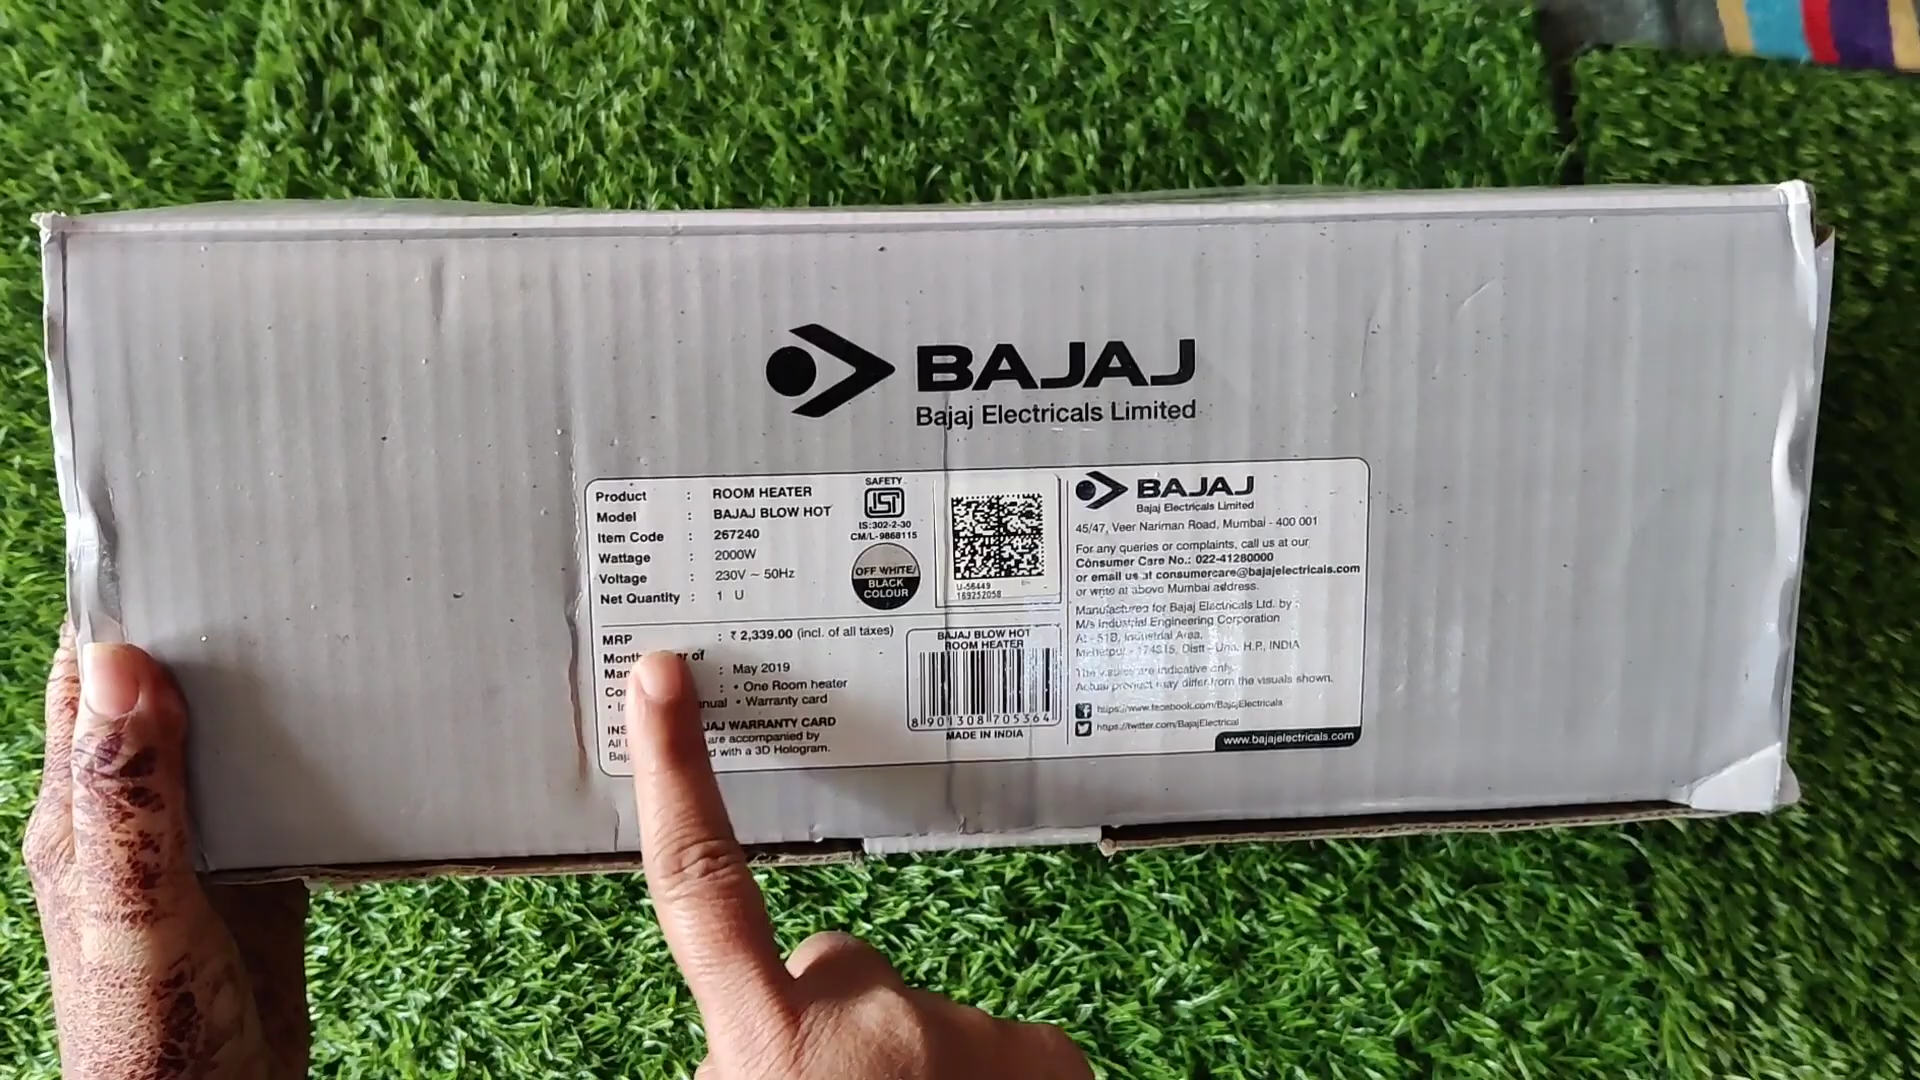 BAJAJ
Bajaj Electricals Limited
Product : ROOM HEATER
Model : BAJAJ BLOW HOT
Item Code : 267240
Wattage : 2000W
Voltage : 230V ~ 50Hz
Net Quantity : 1 U
SAFETY
ISI
IS:302-2-30
CM/L-9868115
OFF WHITE/
BLACK
COLOUR
U-56449
169252058
MRP : ₹ 2,339.00 (incl. of all taxes)
Month of
: May 2019
: • One Room heater
• Warranty card
WARRANTY CARD
All are accompanied by
with a 3D Hologram.
BAJAJ BLOW HOT
ROOM HEATER
8 901308 705364
MADE IN INDIA
BAJAJ
Bajaj Electricals Limited
45/47, Veer Nariman Road, Mumbai - 400 001
For any queries or complaints, call us at our
Consumer Care No.: 022-41280000
or email us at consumercare@bajajelectricals.com
or write at above Mumbai address.
Manufactured for Bajaj Electricals Ltd. by :
M/s Industrial Engineering Corporation
At - 51B, Industrial Area,
Mehatpur - 174315, Distt - Una, H.P., INDIA
The visuals are indicative only.
Actual product may differ from the visuals shown.
https://www.facebook.com/BajajElectricals
https://twitter.com/BajajElectrical
www.bajajelectricals.com